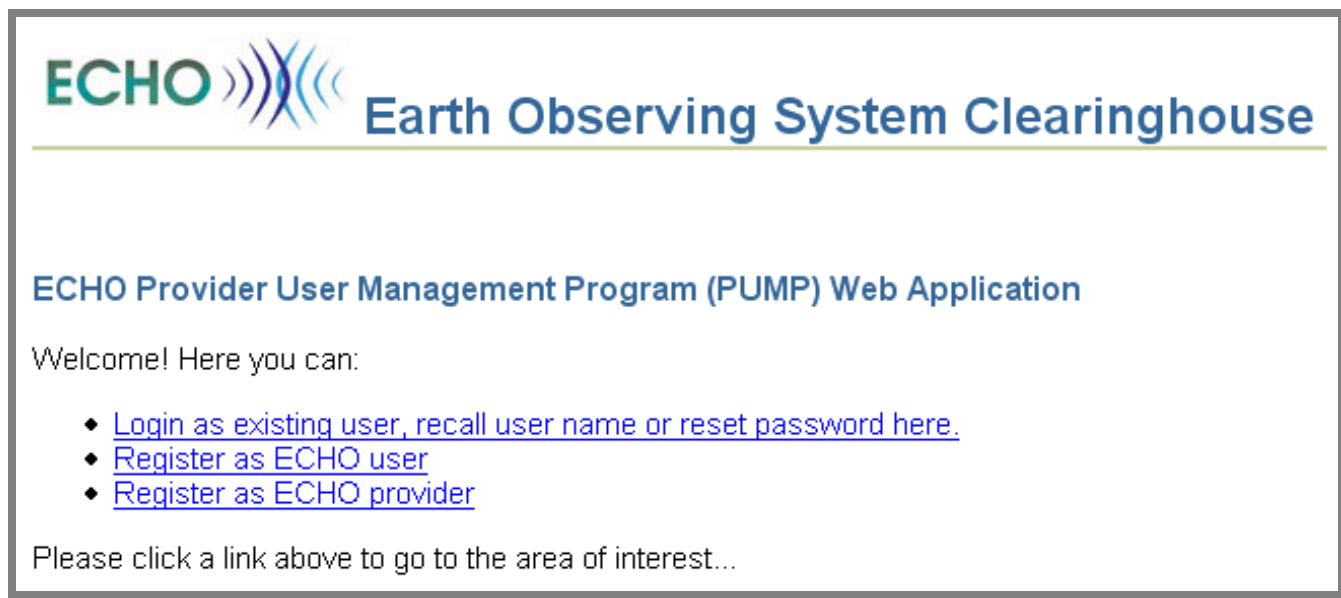 ECHO
Earth Observing System Clearinghouse
ECHO Provider User Management Program (PUMP) Web Application
Welcome! Here you can:
Login as existing user, recall user name or reset password here.
Register as ECHO user
Register as ECHO provider
Please click a link above to go to the area of interest...